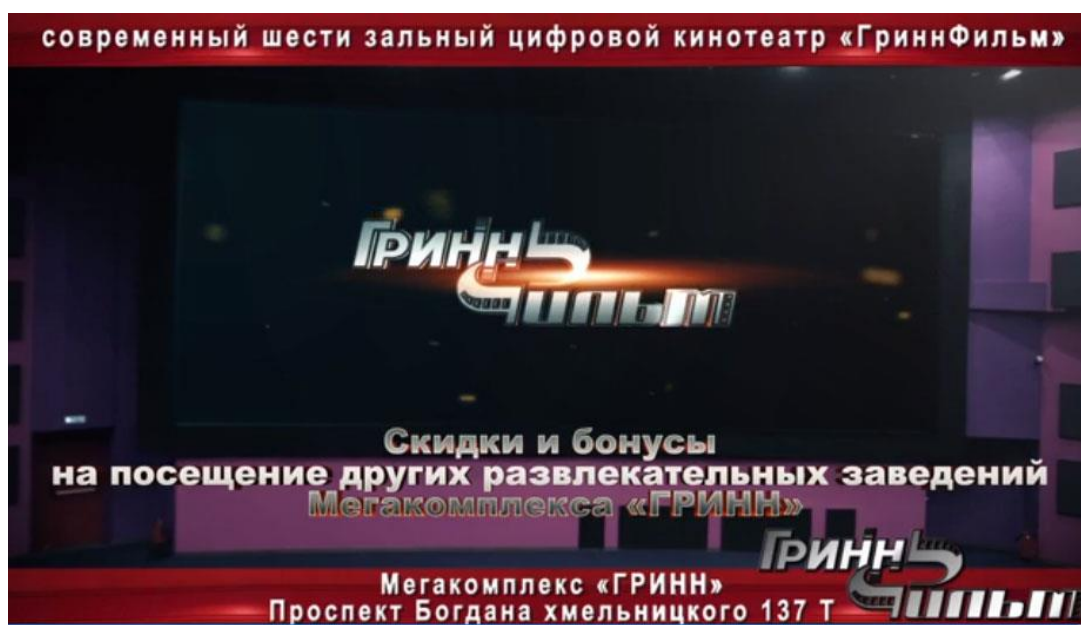 современный шести зальный цифровой кинотеатр «ГриннФильм»
Гринн
Фильм
Скидки и бонусы
на посещение других развлекательных заведений
Мегакомплекса «ГРИНН»
Гринн
Фильм
Мегакомплекс «ГРИНН»
Проспект Богдана хмельницкого 137 Т